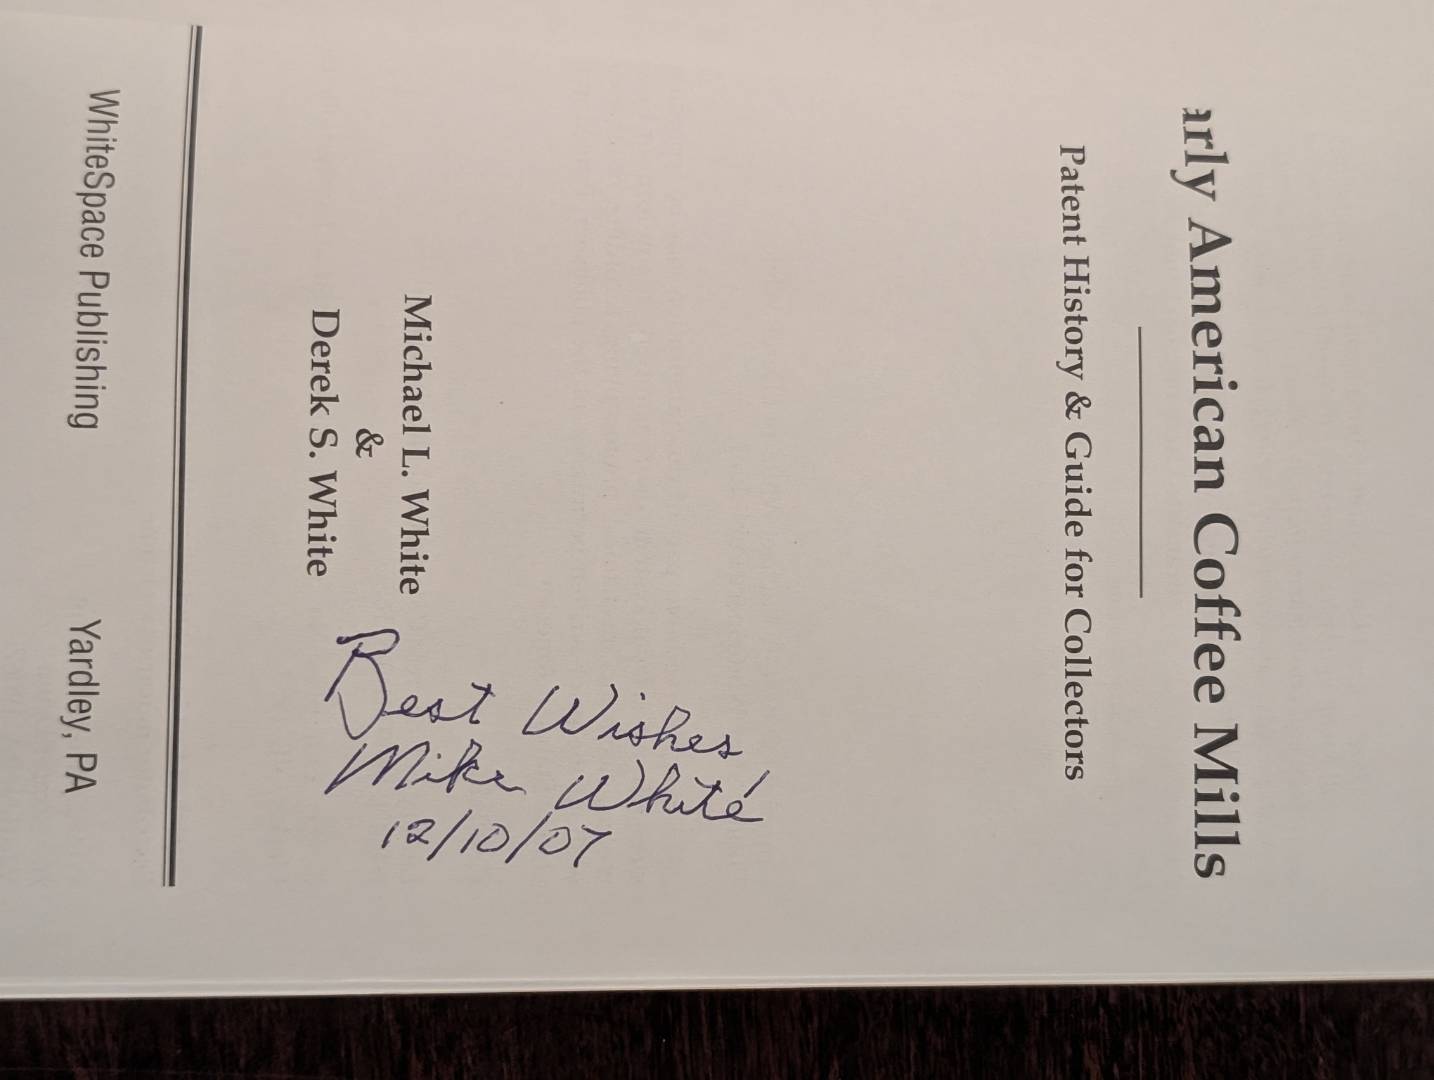 arly American Coffee Mills
Patent History & Guide for Collectors
Michael L. White
&
Derek S. White
Best Wishes
Mike White
12/10/07
WhiteSpace Publishing
Yardley, PA